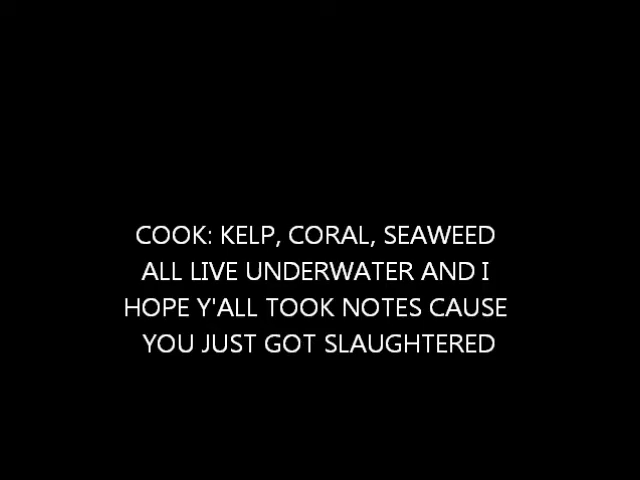 COOK: KELP, CORAL, SEAWEED
ALL LIVE UNDERWATER AND I
HOPE Y'ALL TOOK NOTES CAUSE
YOU JUST GOT SLAUGHTERED